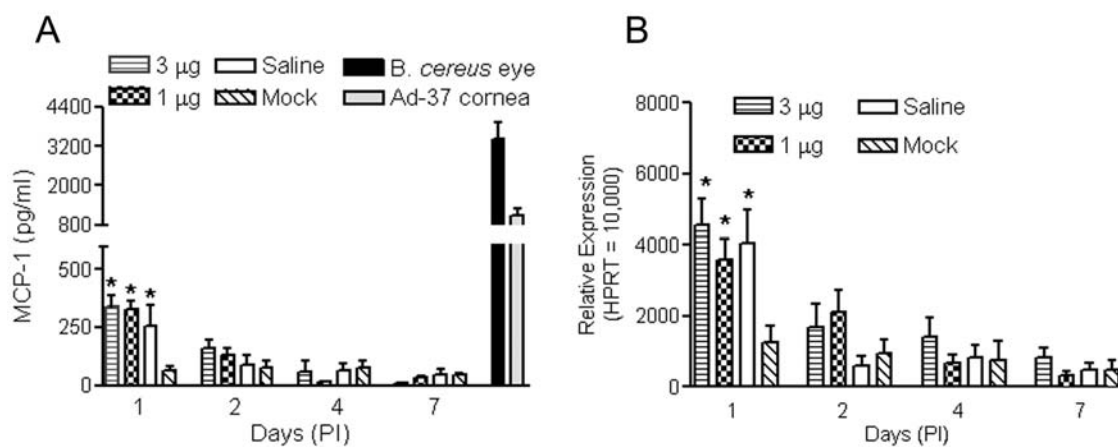 A
3 µg Saline B. cereus eye
1 µg Mock Ad-37 cornea
4400
3200
2000
800
500
250
0
MCP-1 (pg/ml)
* * *
1 2 4 7
Days (PI)
B
3 µg Saline
1 µg Mock
8000
6000
4000
2000
0
Relative Expression
(HPRT = 10,000)
* * *
1 2 4 7
Days (PI)